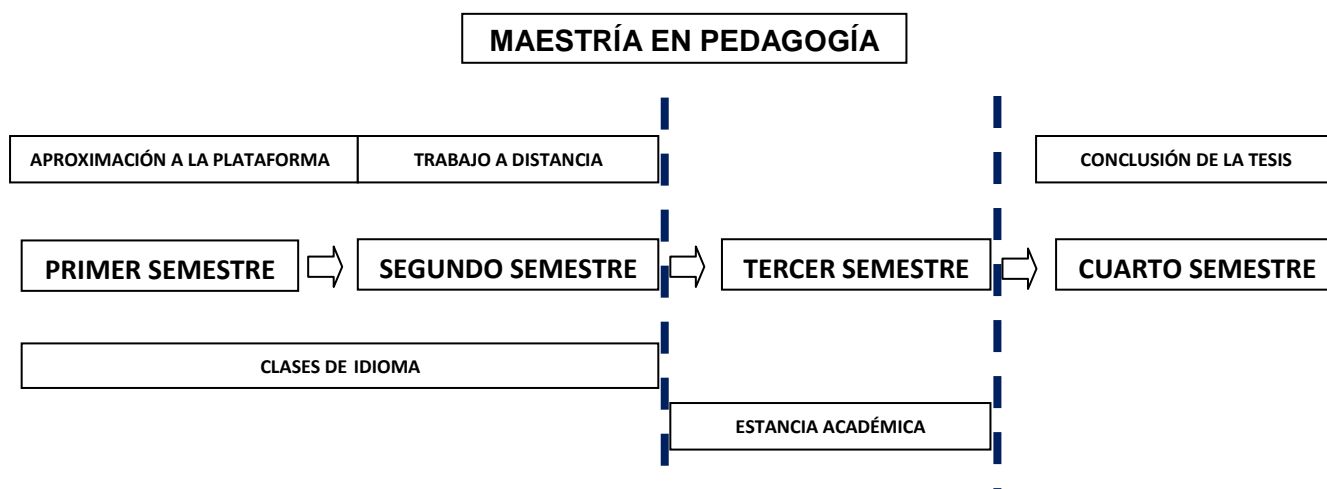 MAESTRÍA EN PEDAGOGÍA
APROXIMACIÓN A LA PLATAFORMA
TRABAJO A DISTANCIA
CONCLUSIÓN DE LA TESIS
PRIMER SEMESTRE
SEGUNDO SEMESTRE
TERCER SEMESTRE
CUARTO SEMESTRE
CLASES DE IDIOMA
ESTANCIA ACADÉMICA